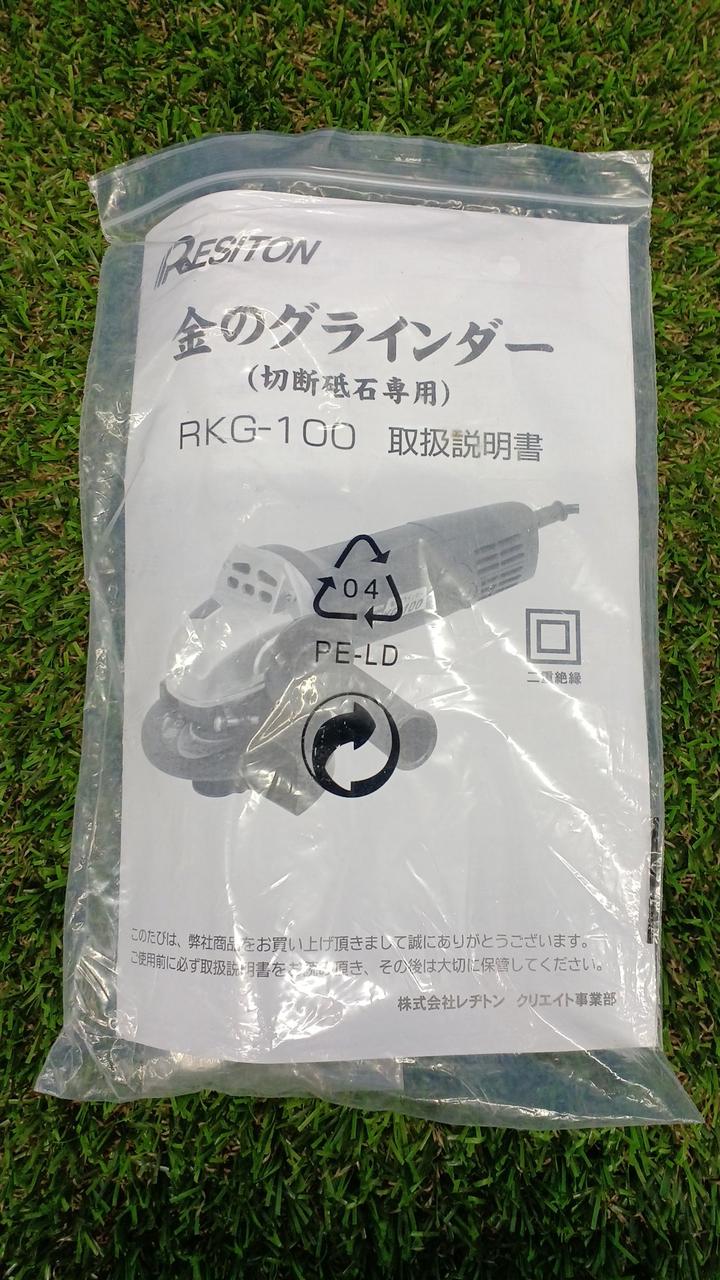 RESITON
金のグラインダー
(切断砥石専用)
RKG-100 取扱説明書
04
100
PE-LD
二重絶縁
このたびは、弊社商品をお買い上げ頂きまして誠にありがとうございます。
ご使用前に必ず取扱説明書をお読み頂き、その後は大切に保管してください。
株式会社レヂトン クリエイト事業部